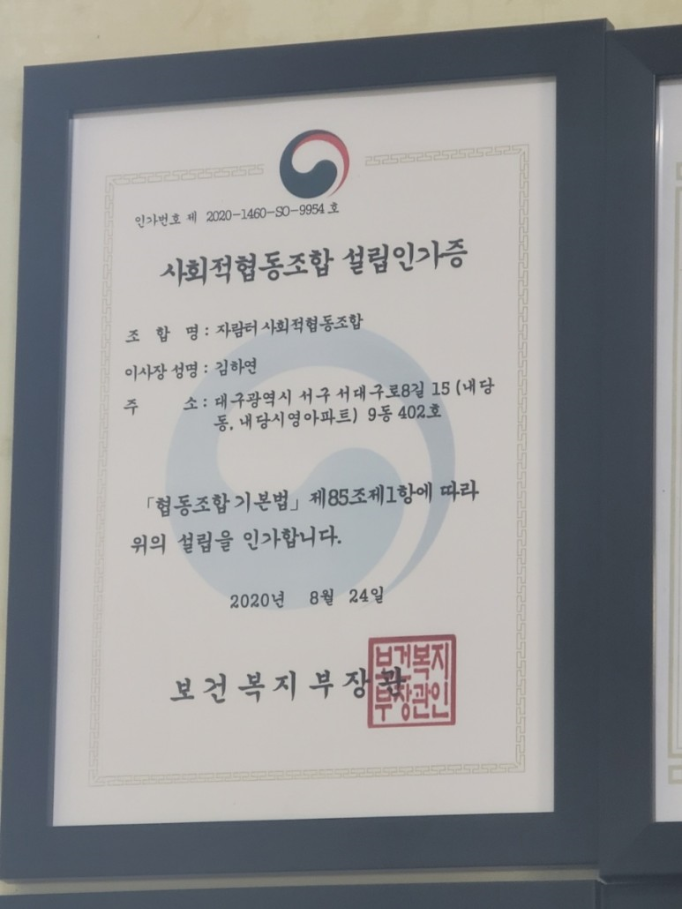 인가번호 제 2020-1460-SO-9954 호
사회적협동조합 설립인가증
조 합 명 : 자람터 사회적협동조합
이사장 성명 : 김하연
주 소 : 대구광역시 서구 서대구로8길 15 (내당
동, 내당시영아파트) 9동 402호
「협동조합 기본법」 제85조제1항에 따라
위의 설립을 인가합니다.
2020년 8월 24일
보건복지부장관
보건복지
부장관인